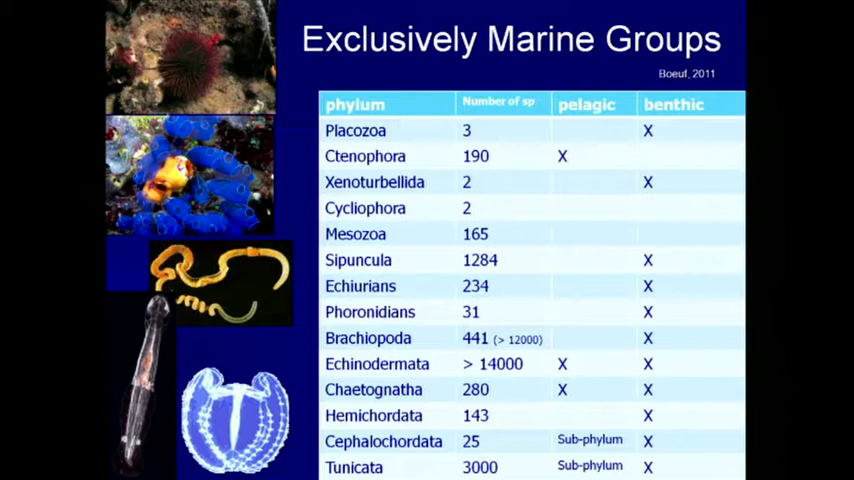 Exclusively Marine Groups
Boeuf, 2011
phylum Number of sp pelagic benthic
Placozoa 3 X
Ctenophora 190 X
Xenoturbellida 2 X
Cycliophora 2
Mesozoa 165
Sipuncula 1284 X
Echiurians 234 X
Phoronidians 31 X
Brachiopoda 441 (> 12000) X
Echinodermata > 14000 X X
Chaetognatha 280 X X
Hemichordata 143 X
Cephalochordata 25 Sub-phylum X
Tunicata 3000 Sub-phylum X